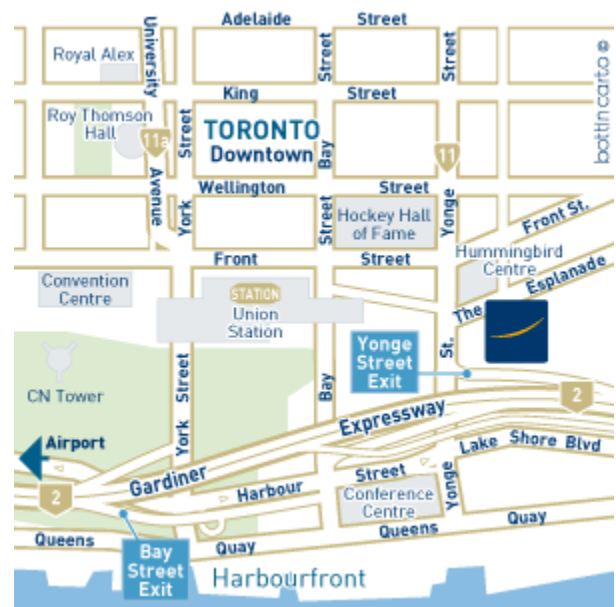 Adelaide Street
University
Royal Alex
Street
Street
bottin carto ©
King Street
Roy Thomson
Hall
11a
Street
TORONTO
Downtown
Bay
11
Avenue
Wellington Street
York
Street
Hockey Hall
of Fame
Yonge
Front St.
Front Street
Hummingbird
Centre
Convention
Centre
STATION
Union
Station
The Esplanade
Yonge
Street
Exit
St.
CN Tower
Street
Bay
2
York
Airport
Gardiner Expressway
Lake Shore Blvd
2
Harbour Street
Yonge
Conference
Centre
Queens Quay Queens Quay
Bay
Street
Exit
Harbourfront